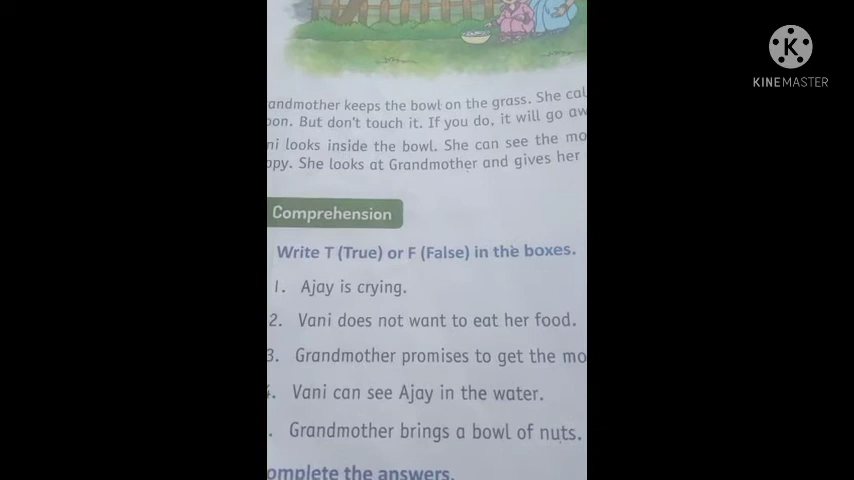 KINEMASTER
andmother keeps the bowl on the grass. She cal
oon. But don't touch it. If you do, it will go aw
ni looks inside the bowl. She can see the mo
ppy. She looks at Grandmother and gives her
Comprehension
Write T (True) or F (False) in the boxes.
1. Ajay is crying.
2. Vani does not want to eat her food.
3. Grandmother promises to get the mo
. Vani can see Ajay in the water.
. Grandmother brings a bowl of nuts.
omplete the answers.